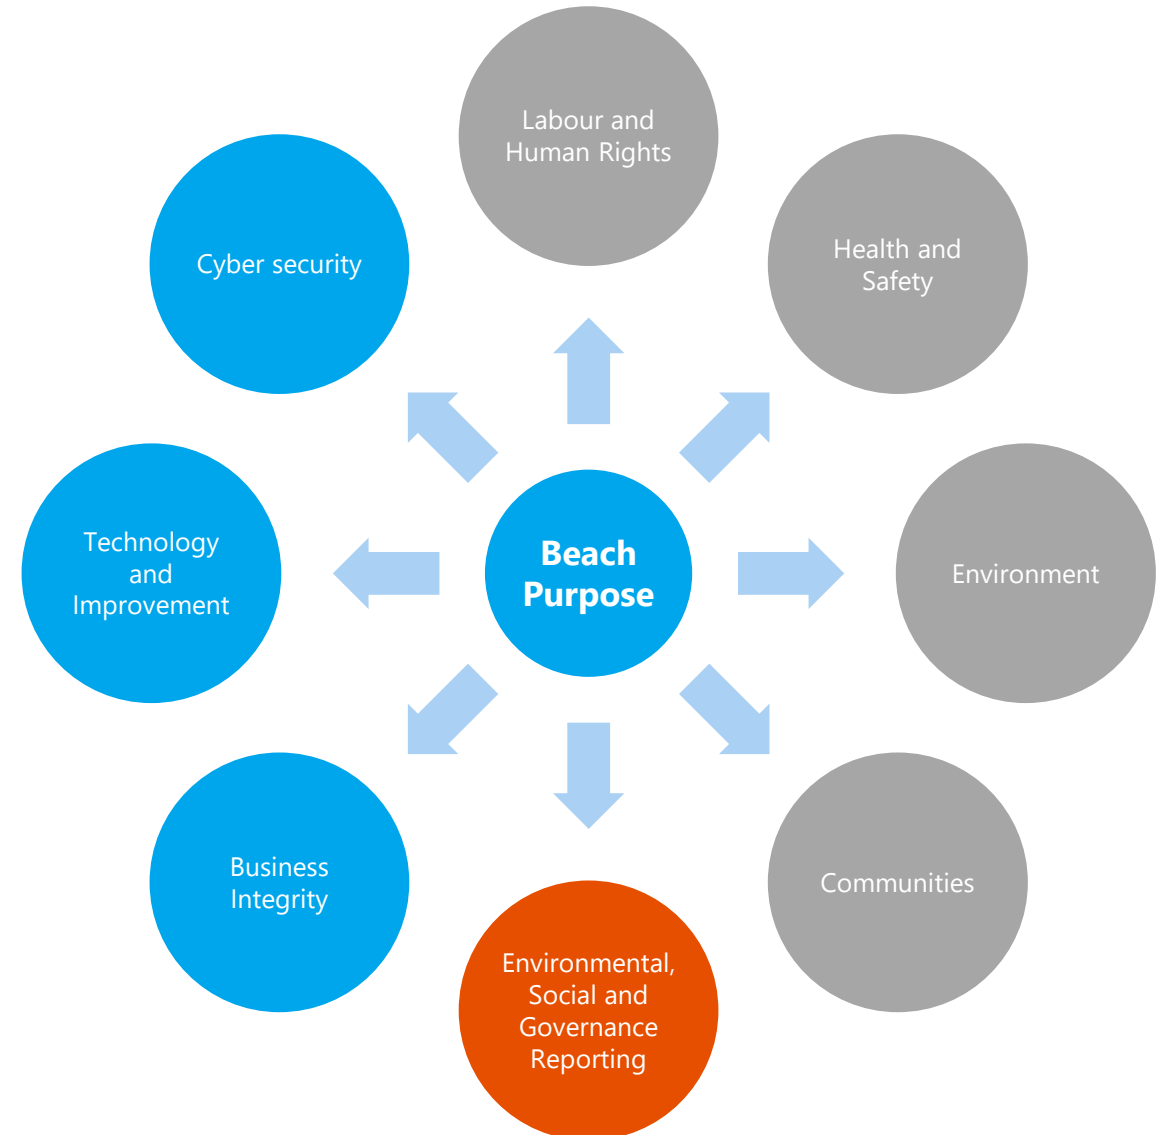 Labour and
Human Rights
Health and
Safety
Environment
Communities
Environmental,
Social and
Governance
Reporting
Business
Integrity
Technology
and
Improvement
Cyber security
Beach
Purpose